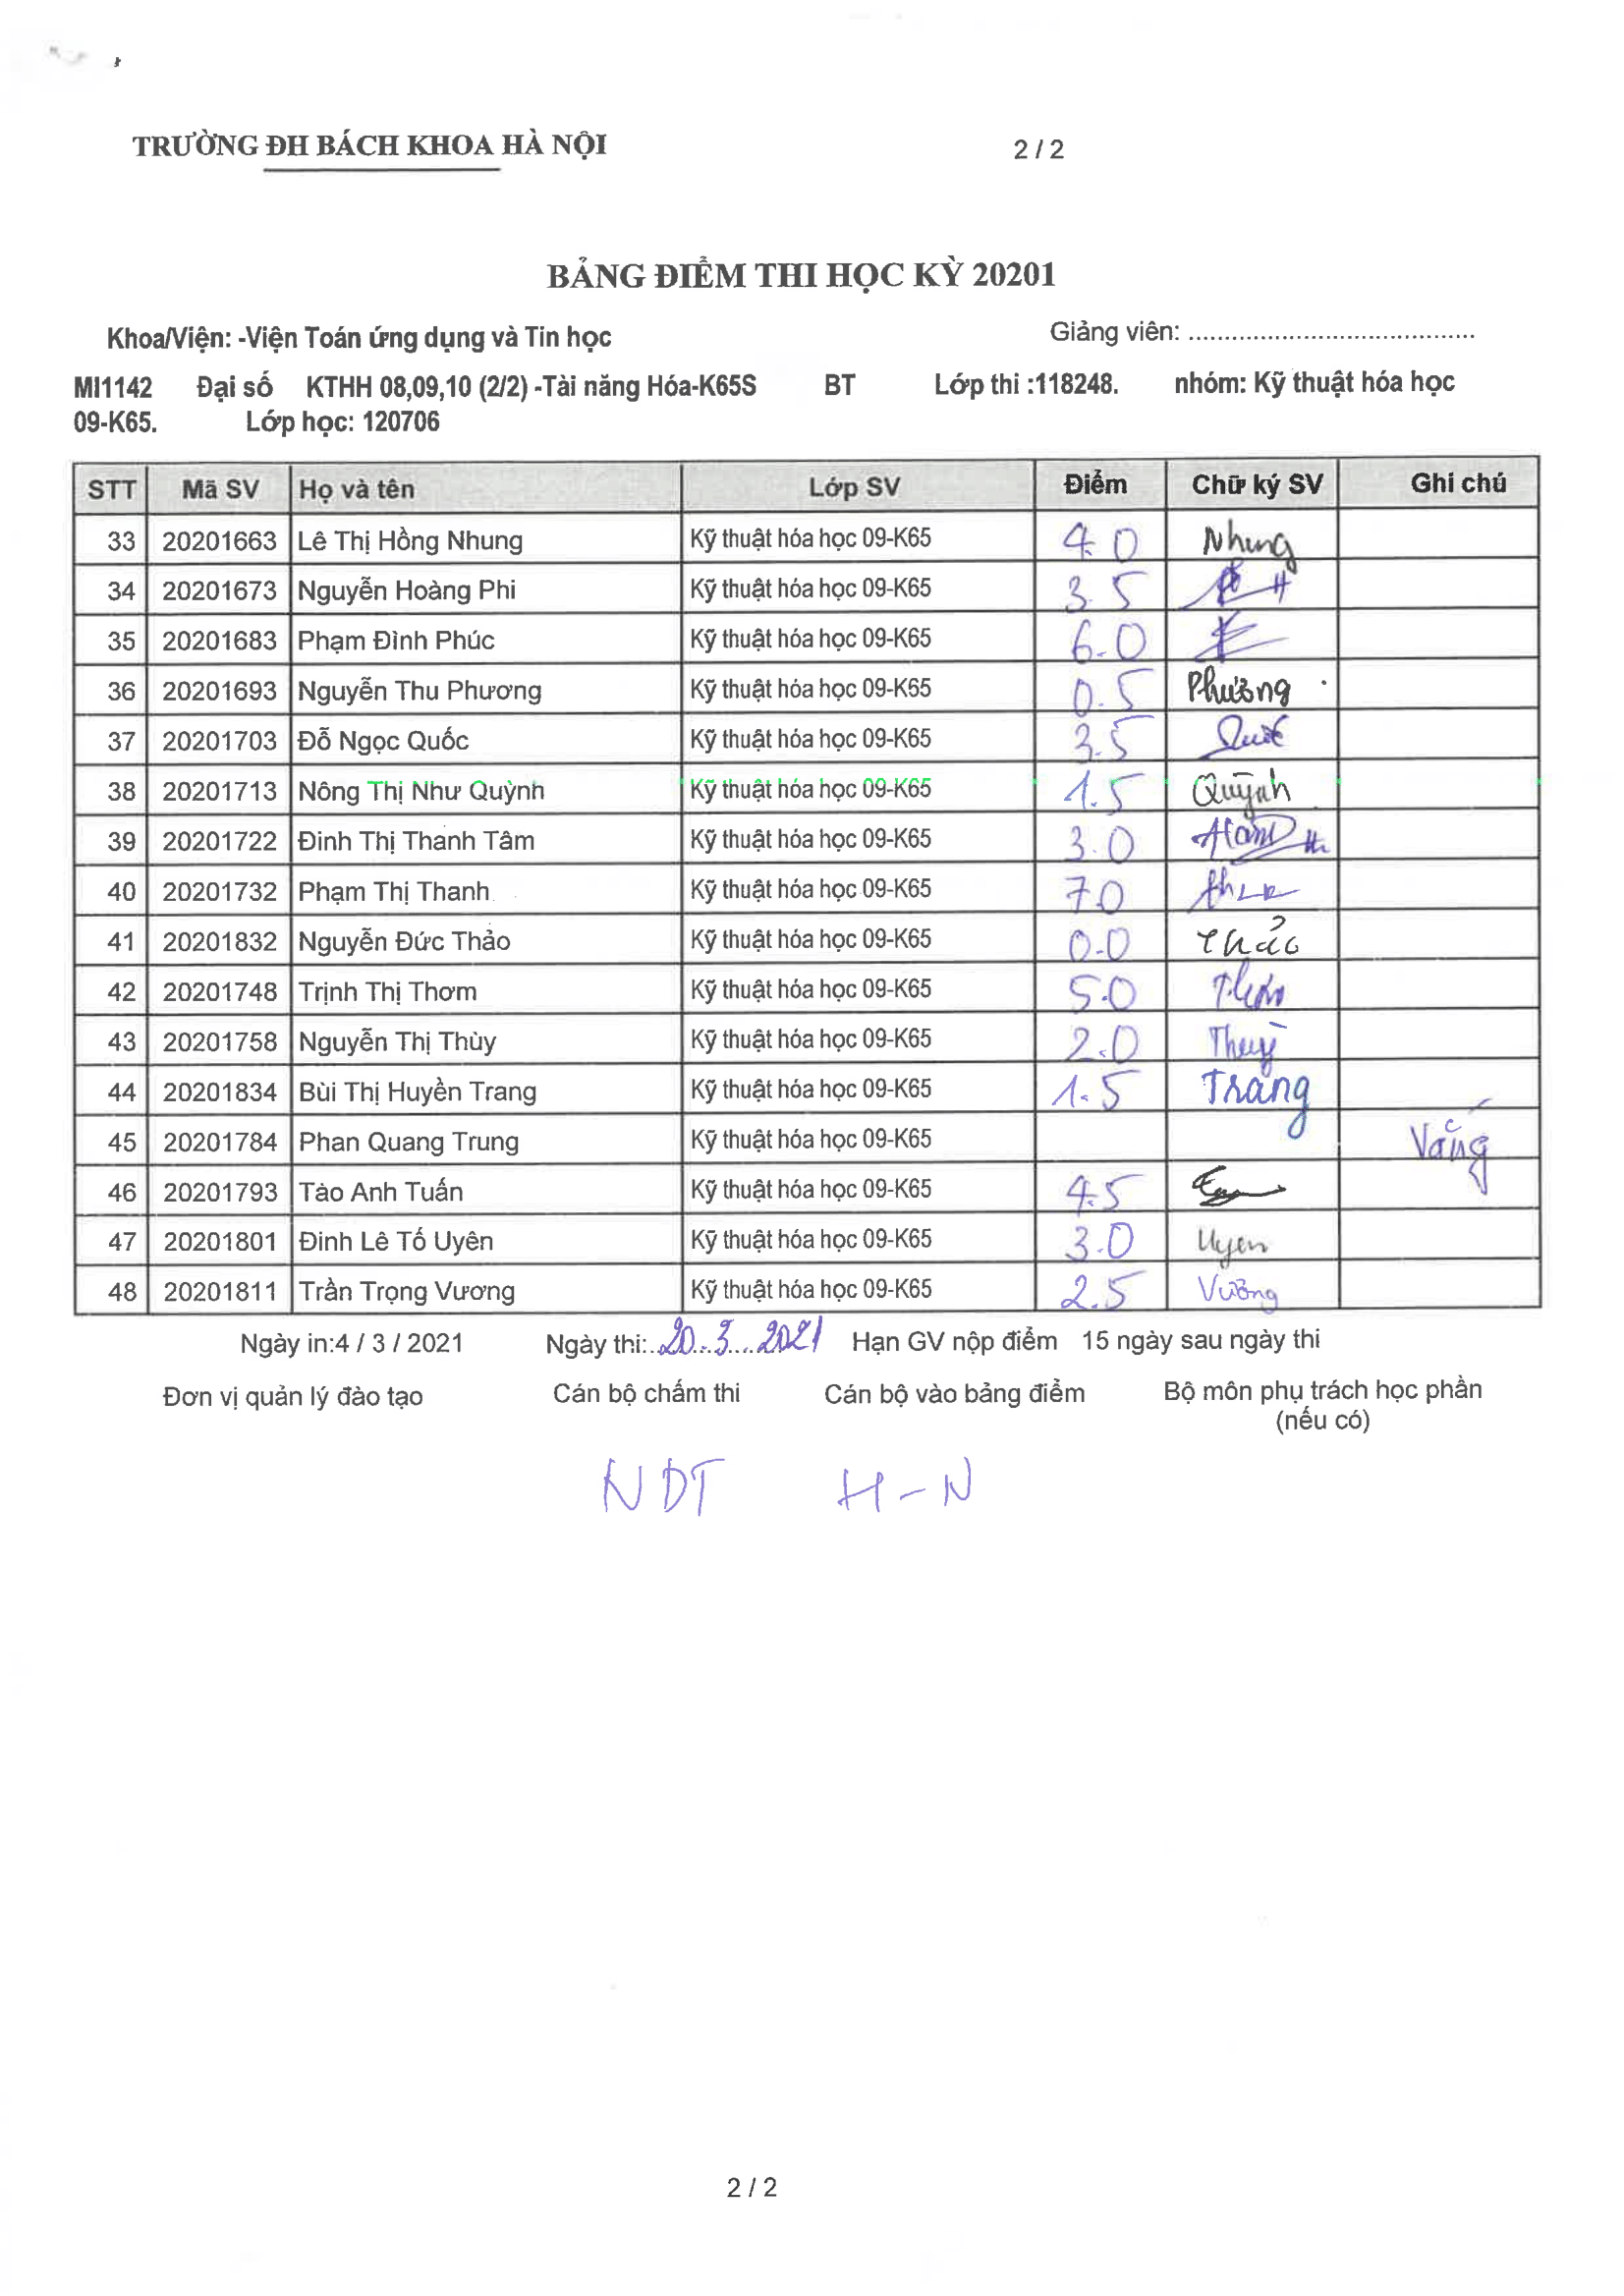 TRƯỜNG ĐH BÁCH KHOA HÀ NỘI 2 / 2
BẢNG ĐIỂM THI HỌC KỲ 20201
Khoa/Viện: -Viện Toán ứng dụng và Tin học Giảng viên: ........................................
MI1142 Đại số KTHH 08,09,10 (2/2) -Tài năng Hóa-K65S BT Lớp thi :118248. nhóm: Kỹ thuật hóa học
09-K65. Lớp học: 120706
STT Mã SV Họ và tên Lớp SV Điểm Chữ ký SV Ghi chú
33 20201663 Lê Thị Hồng Nhung Kỹ thuật hóa học 09-K65 4.0 Nhung
34 20201673 Nguyễn Hoàng Phi Kỹ thuật hóa học 09-K65 3.5
35 20201683 Phạm Đình Phúc Kỹ thuật hóa học 09-K65 6.0
36 20201693 Nguyễn Thu Phương Kỹ thuật hóa học 09-K65 0.5 Phương
37 20201703 Đỗ Ngọc Quốc Kỹ thuật hóa học 09-K65 3.5
38 20201713 Nông Thị Như Quỳnh Kỹ thuật hóa học 09-K65 1.5 Quỳnh
39 20201722 Đinh Thị Thanh Tâm Kỹ thuật hóa học 09-K65 3.0
40 20201732 Phạm Thị Thanh Kỹ thuật hóa học 09-K65 7.0
41 20201832 Nguyễn Đức Thảo Kỹ thuật hóa học 09-K65 0.0 Thảo
42 20201748 Trịnh Thị Thơm Kỹ thuật hóa học 09-K65 5.0 Thơm
43 20201758 Nguyễn Thị Thùy Kỹ thuật hóa học 09-K65 2.0 Thuỳ
44 20201834 Bùi Thị Huyền Trang Kỹ thuật hóa học 09-K65 1.5 Trang
45 20201784 Phan Quang Trung Kỹ thuật hóa học 09-K65 Vắng
46 20201793 Tào Anh Tuấn Kỹ thuật hóa học 09-K65 4.5
47 20201801 Đinh Lê Tố Uyên Kỹ thuật hóa học 09-K65 3.0 Uyen
48 20201811 Trần Trọng Vương Kỹ thuật hóa học 09-K65 2.5 Vương
Ngày in:4 / 3 / 2021 Ngày thi: 20.3.2021 Hạn GV nộp điểm 15 ngày sau ngày thi
Đơn vị quản lý đào tạo Cán bộ chấm thi Cán bộ vào bảng điểm Bộ môn phụ trách học phần
(nếu có)
NDT H-N
2 / 2